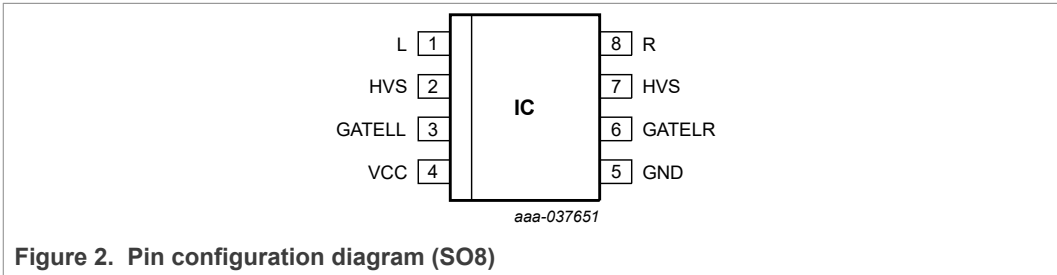 L 1 8 R
HVS 2 7 HVS
IC
GATELL 3 6 GATELR
VCC 4 5 GND
aaa-037651
Figure 2. Pin configuration diagram (SO8)